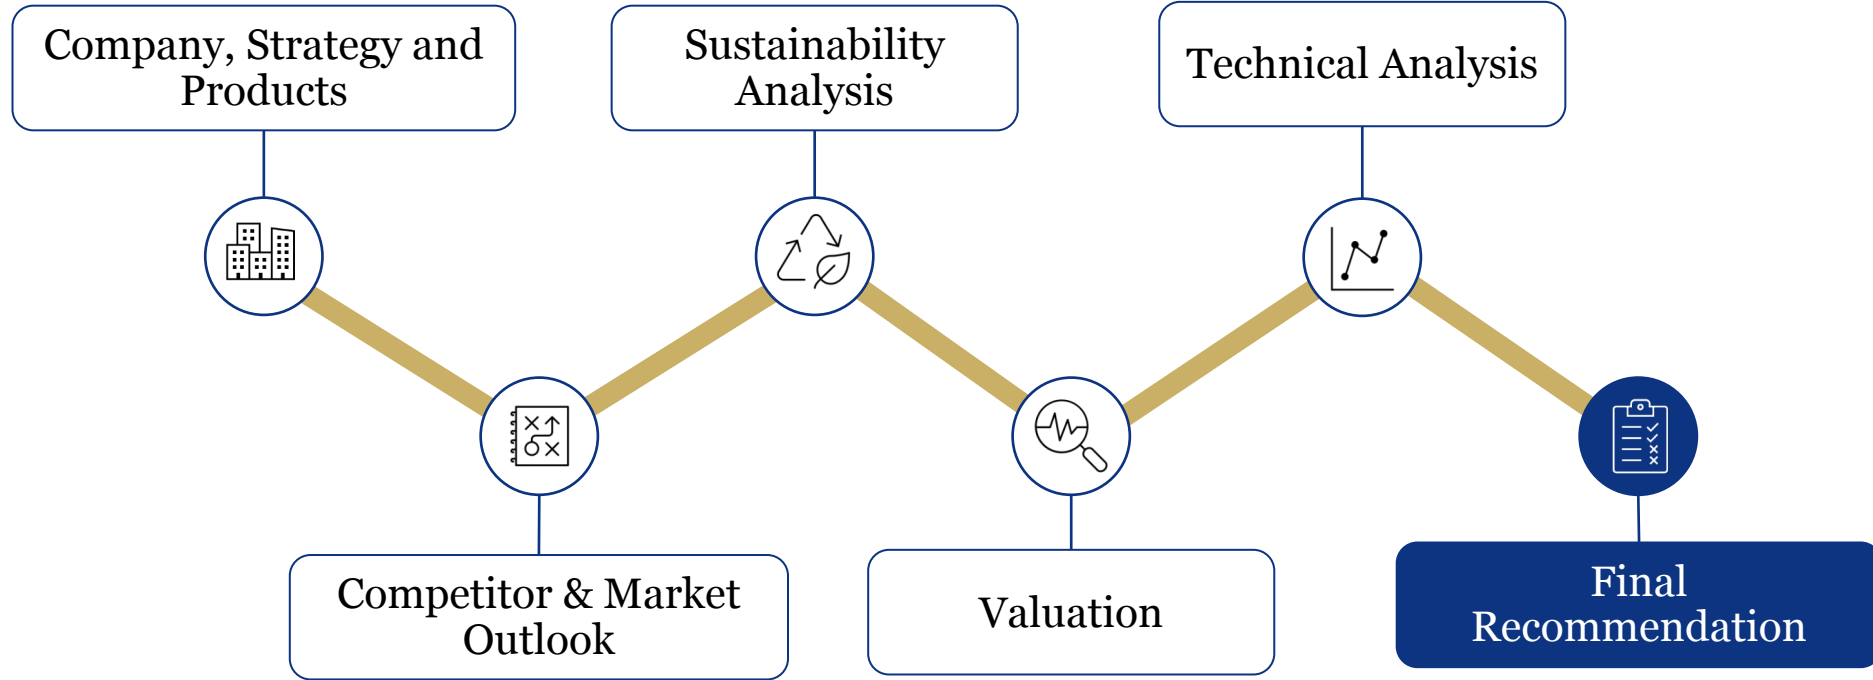 Company, Strategy and
Products
Sustainability
Analysis
Technical Analysis
Competitor & Market
Outlook
Valuation
Final
Recommendation